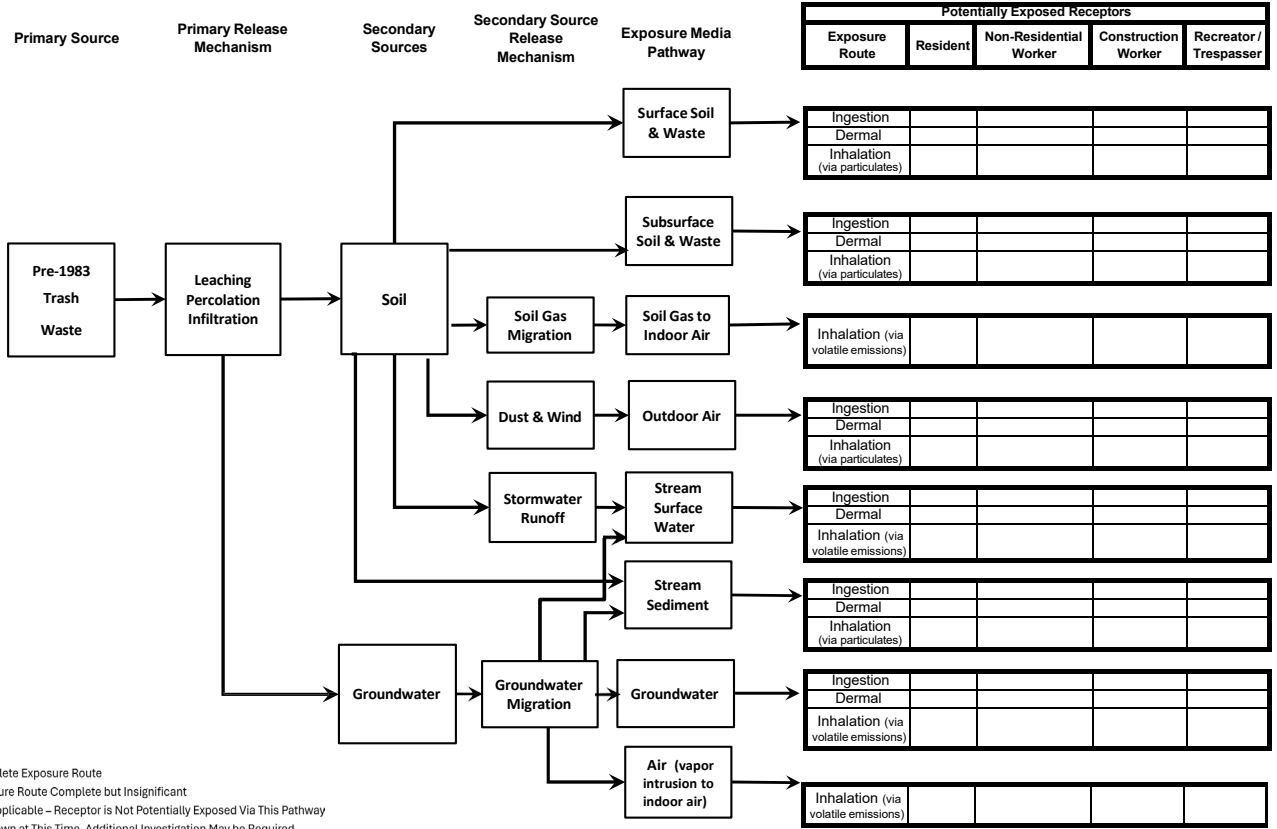 Primary Source
Primary Release
Mechanism
Secondary
Sources
Secondary Source
Release
Mechanism
Exposure Media
Pathway
Potentially Exposed Receptors
Exposure
Route
Resident
Non-Residential
Worker
Construction
Worker
Recreator /
Trespasser
Pre-1983
Trash
Waste
Leaching
Percolation
Infiltration
Soil
Surface Soil
& Waste
Ingestion
Dermal
Inhalation
(via particulates)
Subsurface
Soil & Waste
Ingestion
Dermal
Inhalation
(via particulates)
Soil Gas
Migration
Soil Gas to
Indoor Air
Inhalation (via
volatile emissions)
Dust & Wind
Outdoor Air
Ingestion
Dermal
Inhalation
(via particulates)
Stormwater
Runoff
Stream
Surface
Water
Ingestion
Dermal
Inhalation (via
volatile emissions)
Stream
Sediment
Ingestion
Dermal
Inhalation
(via particulates)
Groundwater
Groundwater
Migration
Groundwater
Ingestion
Dermal
Inhalation (via
volatile emissions)
Air (vapor
intrusion to
indoor air)
Inhalation (via
volatile emissions)
Exposure Route
Route Complete but Insignificant
– Receptor is Not Potentially Exposed Via This Pathway
at This Time. Additional Investigation May be Required